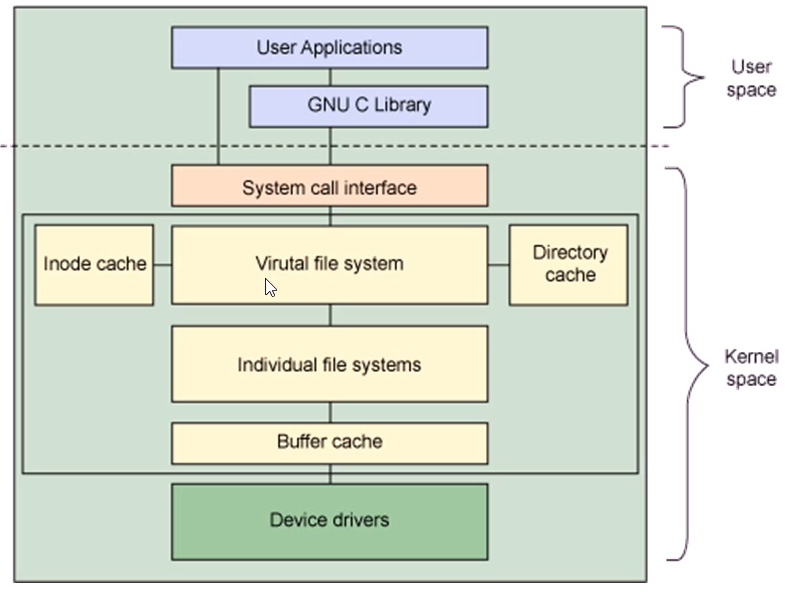 User Applications
User
space
GNU C Library
System call interface
Inode cache
Virutal file system
Directory
cache
Individual file systems
Kernel
space
Buffer cache
Device drivers